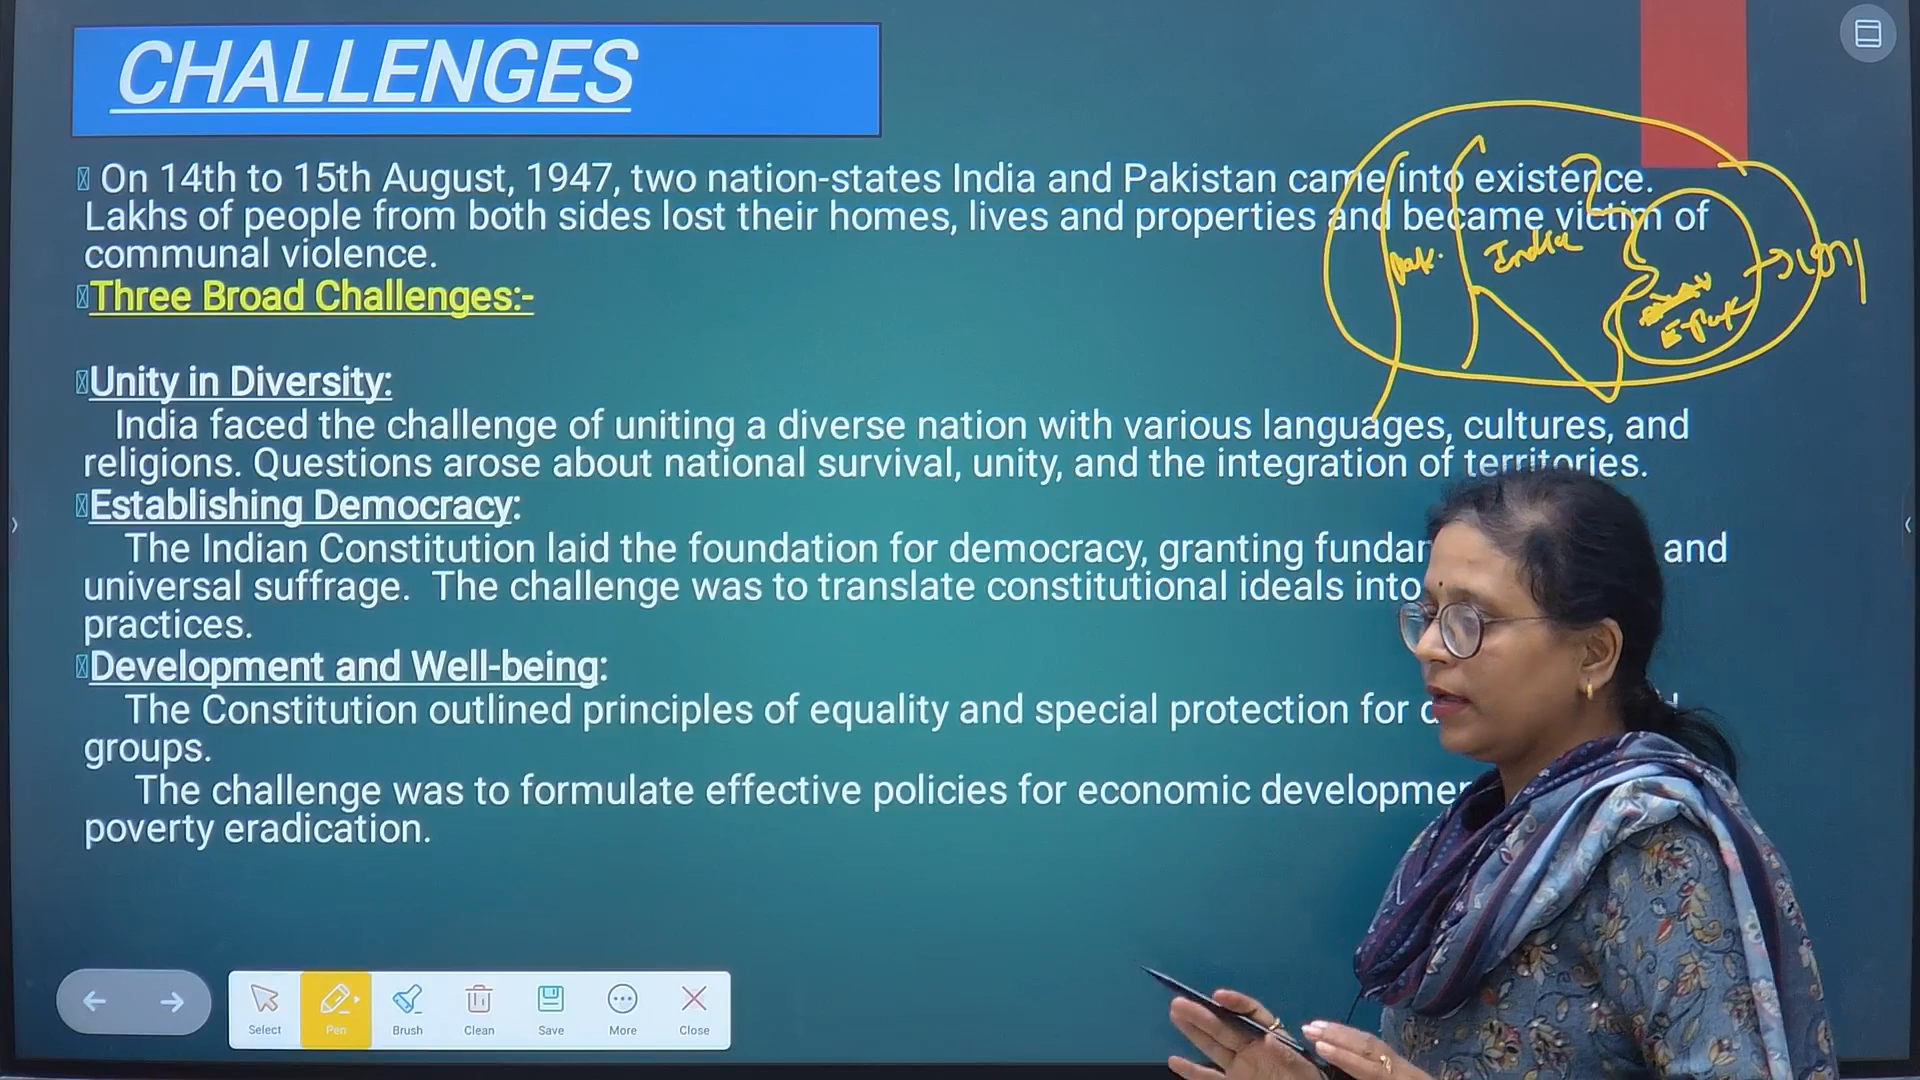 CHALLENGES
On 14th to 15th August, 1947, two nation-states India and Pakistan came into existence.
Lakhs of people from both sides lost their homes, lives and properties and became victim of
communal violence.
Three Broad Challenges:-
Unity in Diversity:
India faced the challenge of uniting a diverse nation with various languages, cultures, and
religions. Questions arose about national survival, unity, and the integration of territories.
Establishing Democracy:
The Indian Constitution laid the foundation for democracy, granting and
universal suffrage. The challenge was to translate constitutional ideals into
practices.
Development and Well-being:
The Constitution outlined principles of equality and special protection for
groups.
The challenge was to formulate effective policies for economic
poverty eradication.
Pak.
India
E-Pak
Select
Pen
Brush
Clean
Save
More
Close